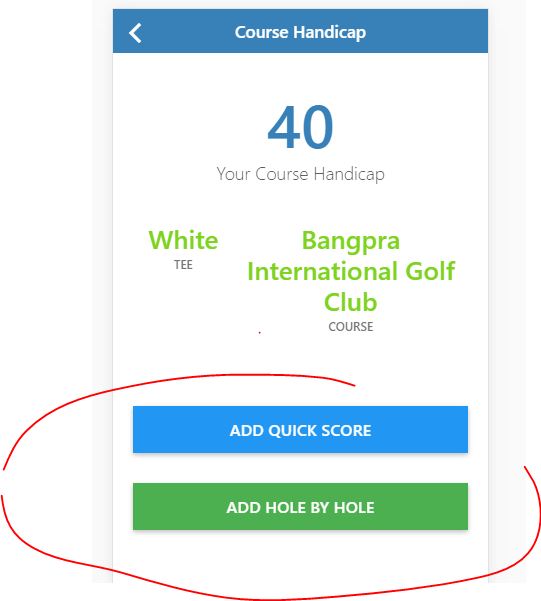 Course Handicap
40
Your Course Handicap
White
TEE
Bangpra
International Golf
Club
COURSE
ADD QUICK SCORE
ADD HOLE BY HOLE